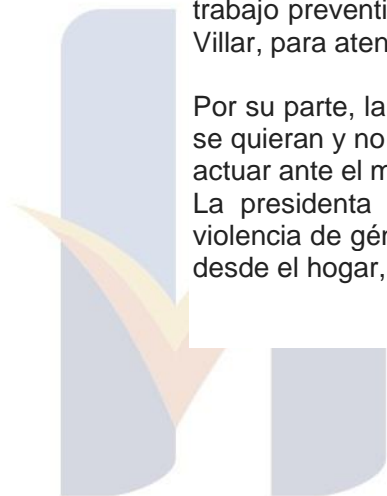 trabajo preventi
Villar, para aten
Por su parte, la
se quieran y no
actuar ante el m
La presidenta
violencia de gér
desde el hogar,